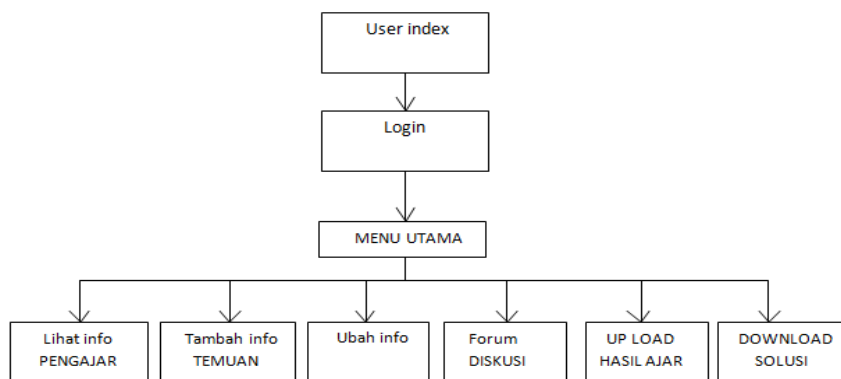 User index
Login
MENU UTAMA
Lihat info
PENGAJAR
Tambah info
TEMUAN
Ubah info
Forum
DISKUSI
UP LOAD
HASIL AJAR
DOWNLOAD
SOLUSI